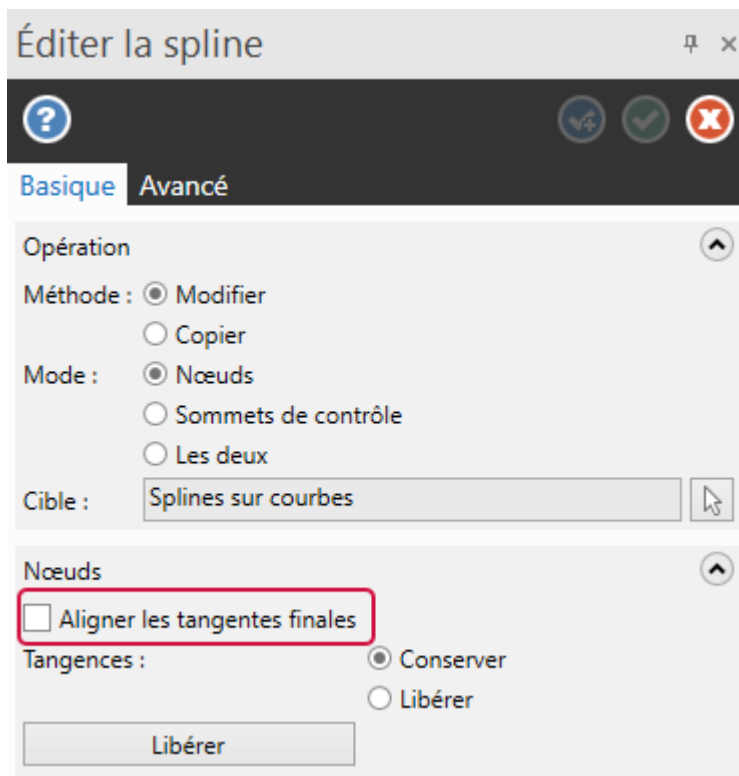 Éditer la spline
Basique Avancé
Opération
Méthode : Modifier
Copier
Mode : Nœuds
Sommets de contrôle
Les deux
Cible : Splines sur courbes
Nœuds
Aligner les tangentes finales
Tangences : Conserver
Libérer
Libérer